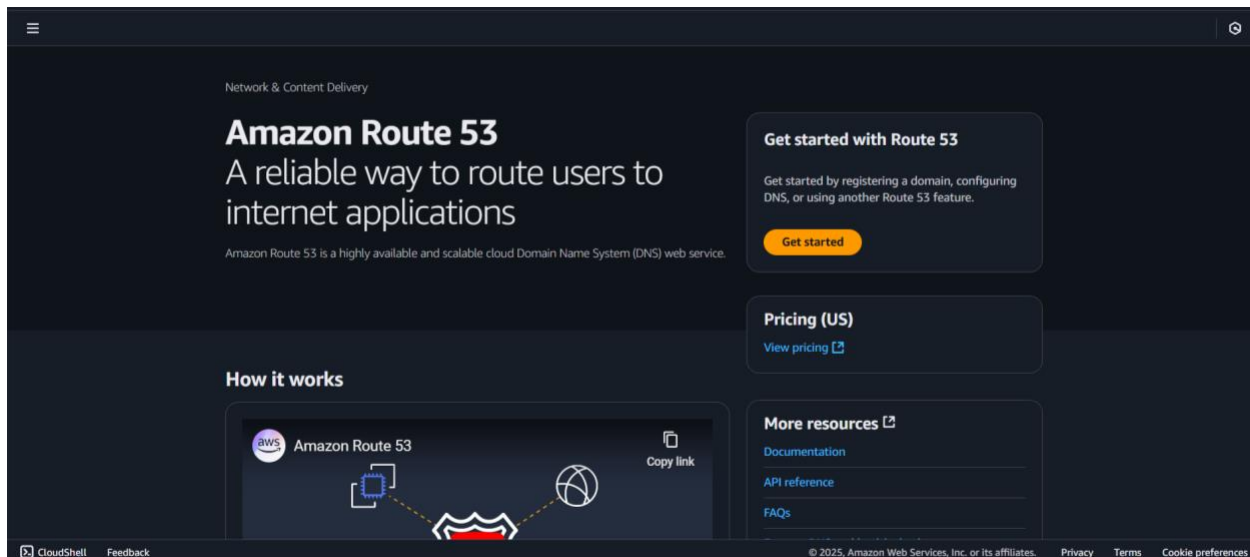 Network & Content Delivery
Amazon Route 53
A reliable way to route users to
internet applications
Amazon Route 53 is a highly available and scalable cloud Domain Name System (DNS) web service.
Get started with Route 53
Get started by registering a domain, configuring
DNS, or using another Route 53 feature.
Get started
Pricing (US)
View pricing
How it works
aws
Amazon Route 53
Copy link
More resources
Documentation
API reference
FAQs
CloudShell Feedback © 2025, Amazon Web Services, Inc. or its affiliates. Privacy Terms Cookie preferences